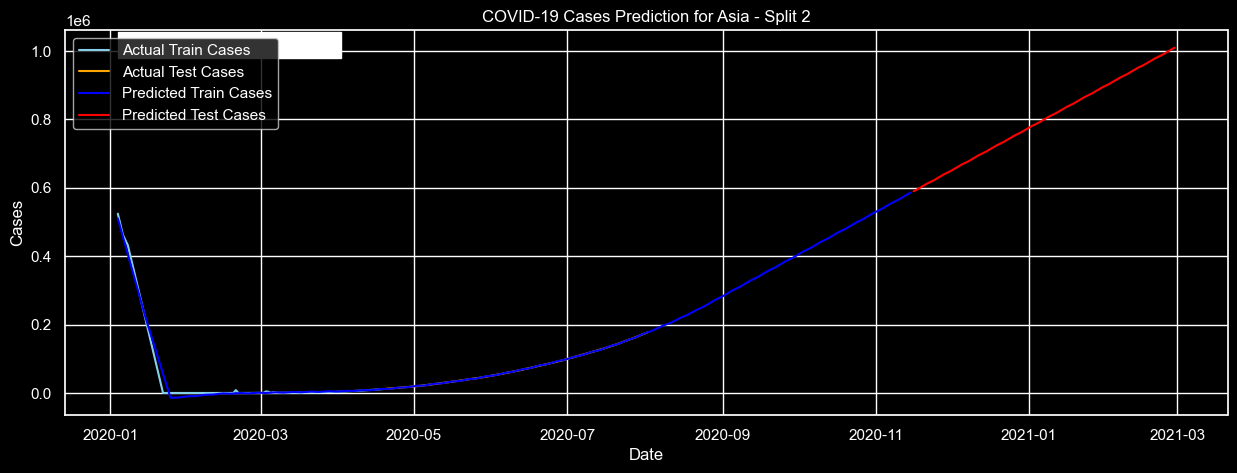 COVID-19 Cases Prediction for Asia - Split 2
1e6
Actual Train Cases
Actual Test Cases
Predicted Train Cases
Predicted Test Cases
1.0
0.8
0.6
0.4
0.2
0.0
Cases
2020-01 2020-03 2020-05 2020-07 2020-09 2020-11 2021-01 2021-03
Date